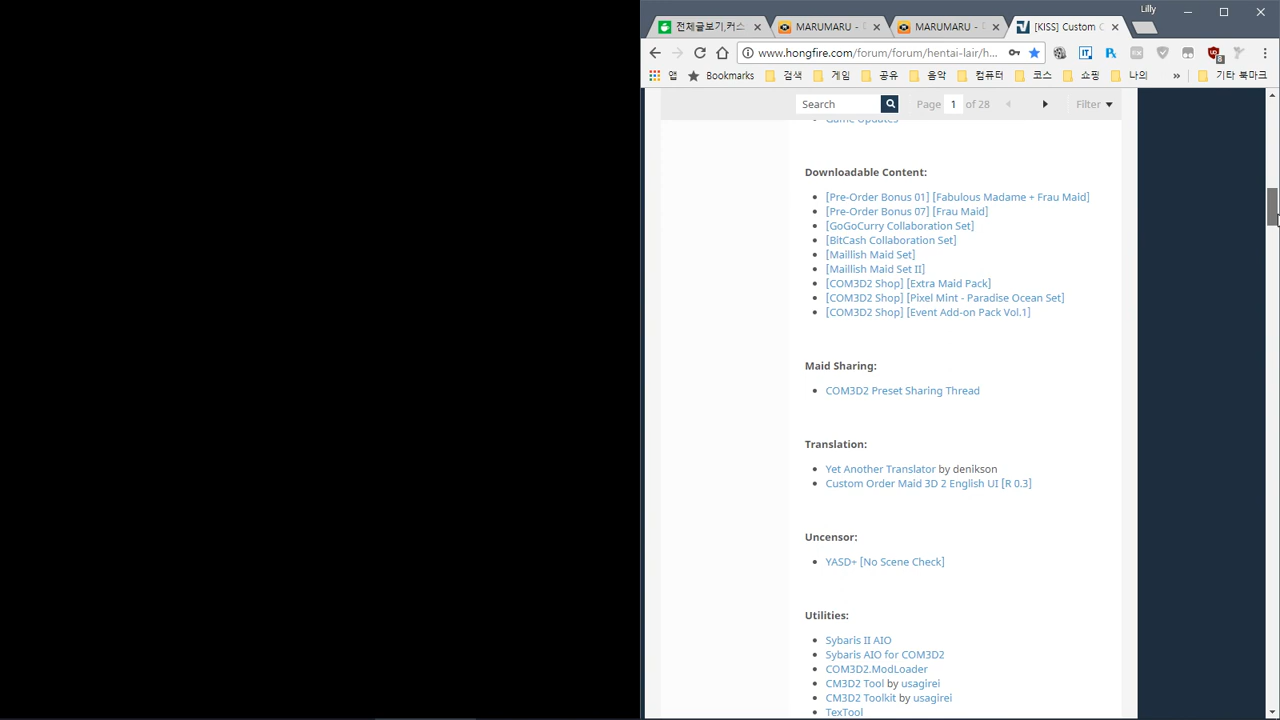 Lilly
전체글보기,커스
MARUMARU -
MARUMARU -
[KISS] Custom
www.hongfire.com/forum/forum/hentai-lair/h...
앱 Bookmarks 검색 게임 공유 음악 컴퓨터 코스 쇼핑 나의 » 기타 북마크
Search Page 1 of 28 Filter
Game Updates
Downloadable Content:
[Pre-Order Bonus 01] [Fabulous Madame + Frau Maid]
[Pre-Order Bonus 07] [Frau Maid]
[GoGoCurry Collaboration Set]
[BitCash Collaboration Set]
[Maillish Maid Set]
[Maillish Maid Set II]
[COM3D2 Shop] [Extra Maid Pack]
[COM3D2 Shop] [Pixel Mint - Paradise Ocean Set]
[COM3D2 Shop] [Event Add-on Pack Vol.1]
Maid Sharing:
COM3D2 Preset Sharing Thread
Translation:
Yet Another Translator by denikson
Custom Order Maid 3D 2 English UI [R 0.3]
Uncensor:
YASD+ [No Scene Check]
Utilities:
Sybaris II AIO
Sybaris AIO for COM3D2
COM3D2.ModLoader
CM3D2 Tool by usagirei
CM3D2 Toolkit by usagirei
TexTool